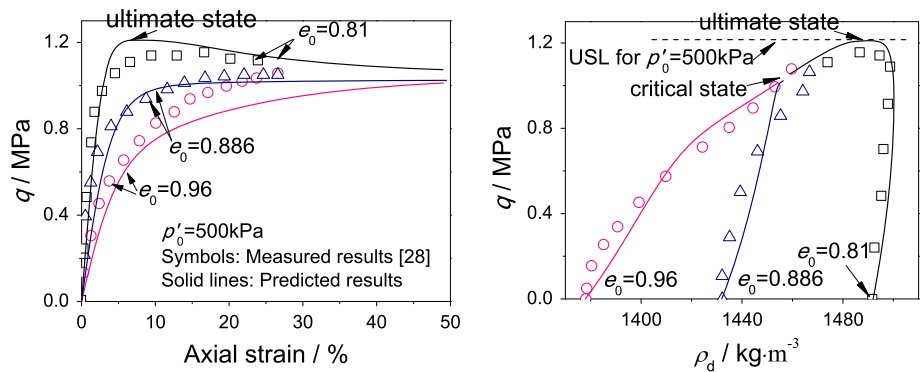 ultimate state
e₀=0.81
e₀=0.886
e₀=0.96
p′₀=500kPa
Symbols: Measured results [28]
Solid lines: Predicted results
q / MPa
1.2
0.8
0.4
0.0
0 10 20 30 40 50
Axial strain / %
ultimate state
USL for p′₀=500kPa
critical state
e₀=0.81
e₀=0.96
e₀=0.886
q / MPa
1.2
0.8
0.4
0.0
1400 1440 1480
ρd / kg·m⁻³